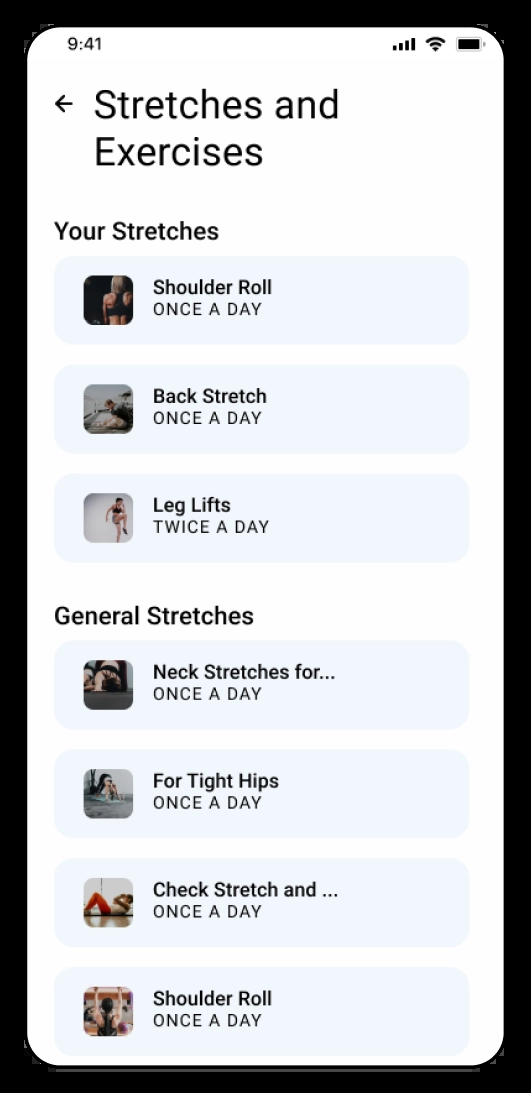 9:41
Stretches and
Exercises
Your Stretches
Shoulder Roll
ONCE A DAY
Back Stretch
ONCE A DAY
Leg Lifts
TWICE A DAY
General Stretches
Neck Stretches for...
ONCE A DAY
For Tight Hips
ONCE A DAY
Check Stretch and ...
ONCE A DAY
Shoulder Roll
ONCE A DAY